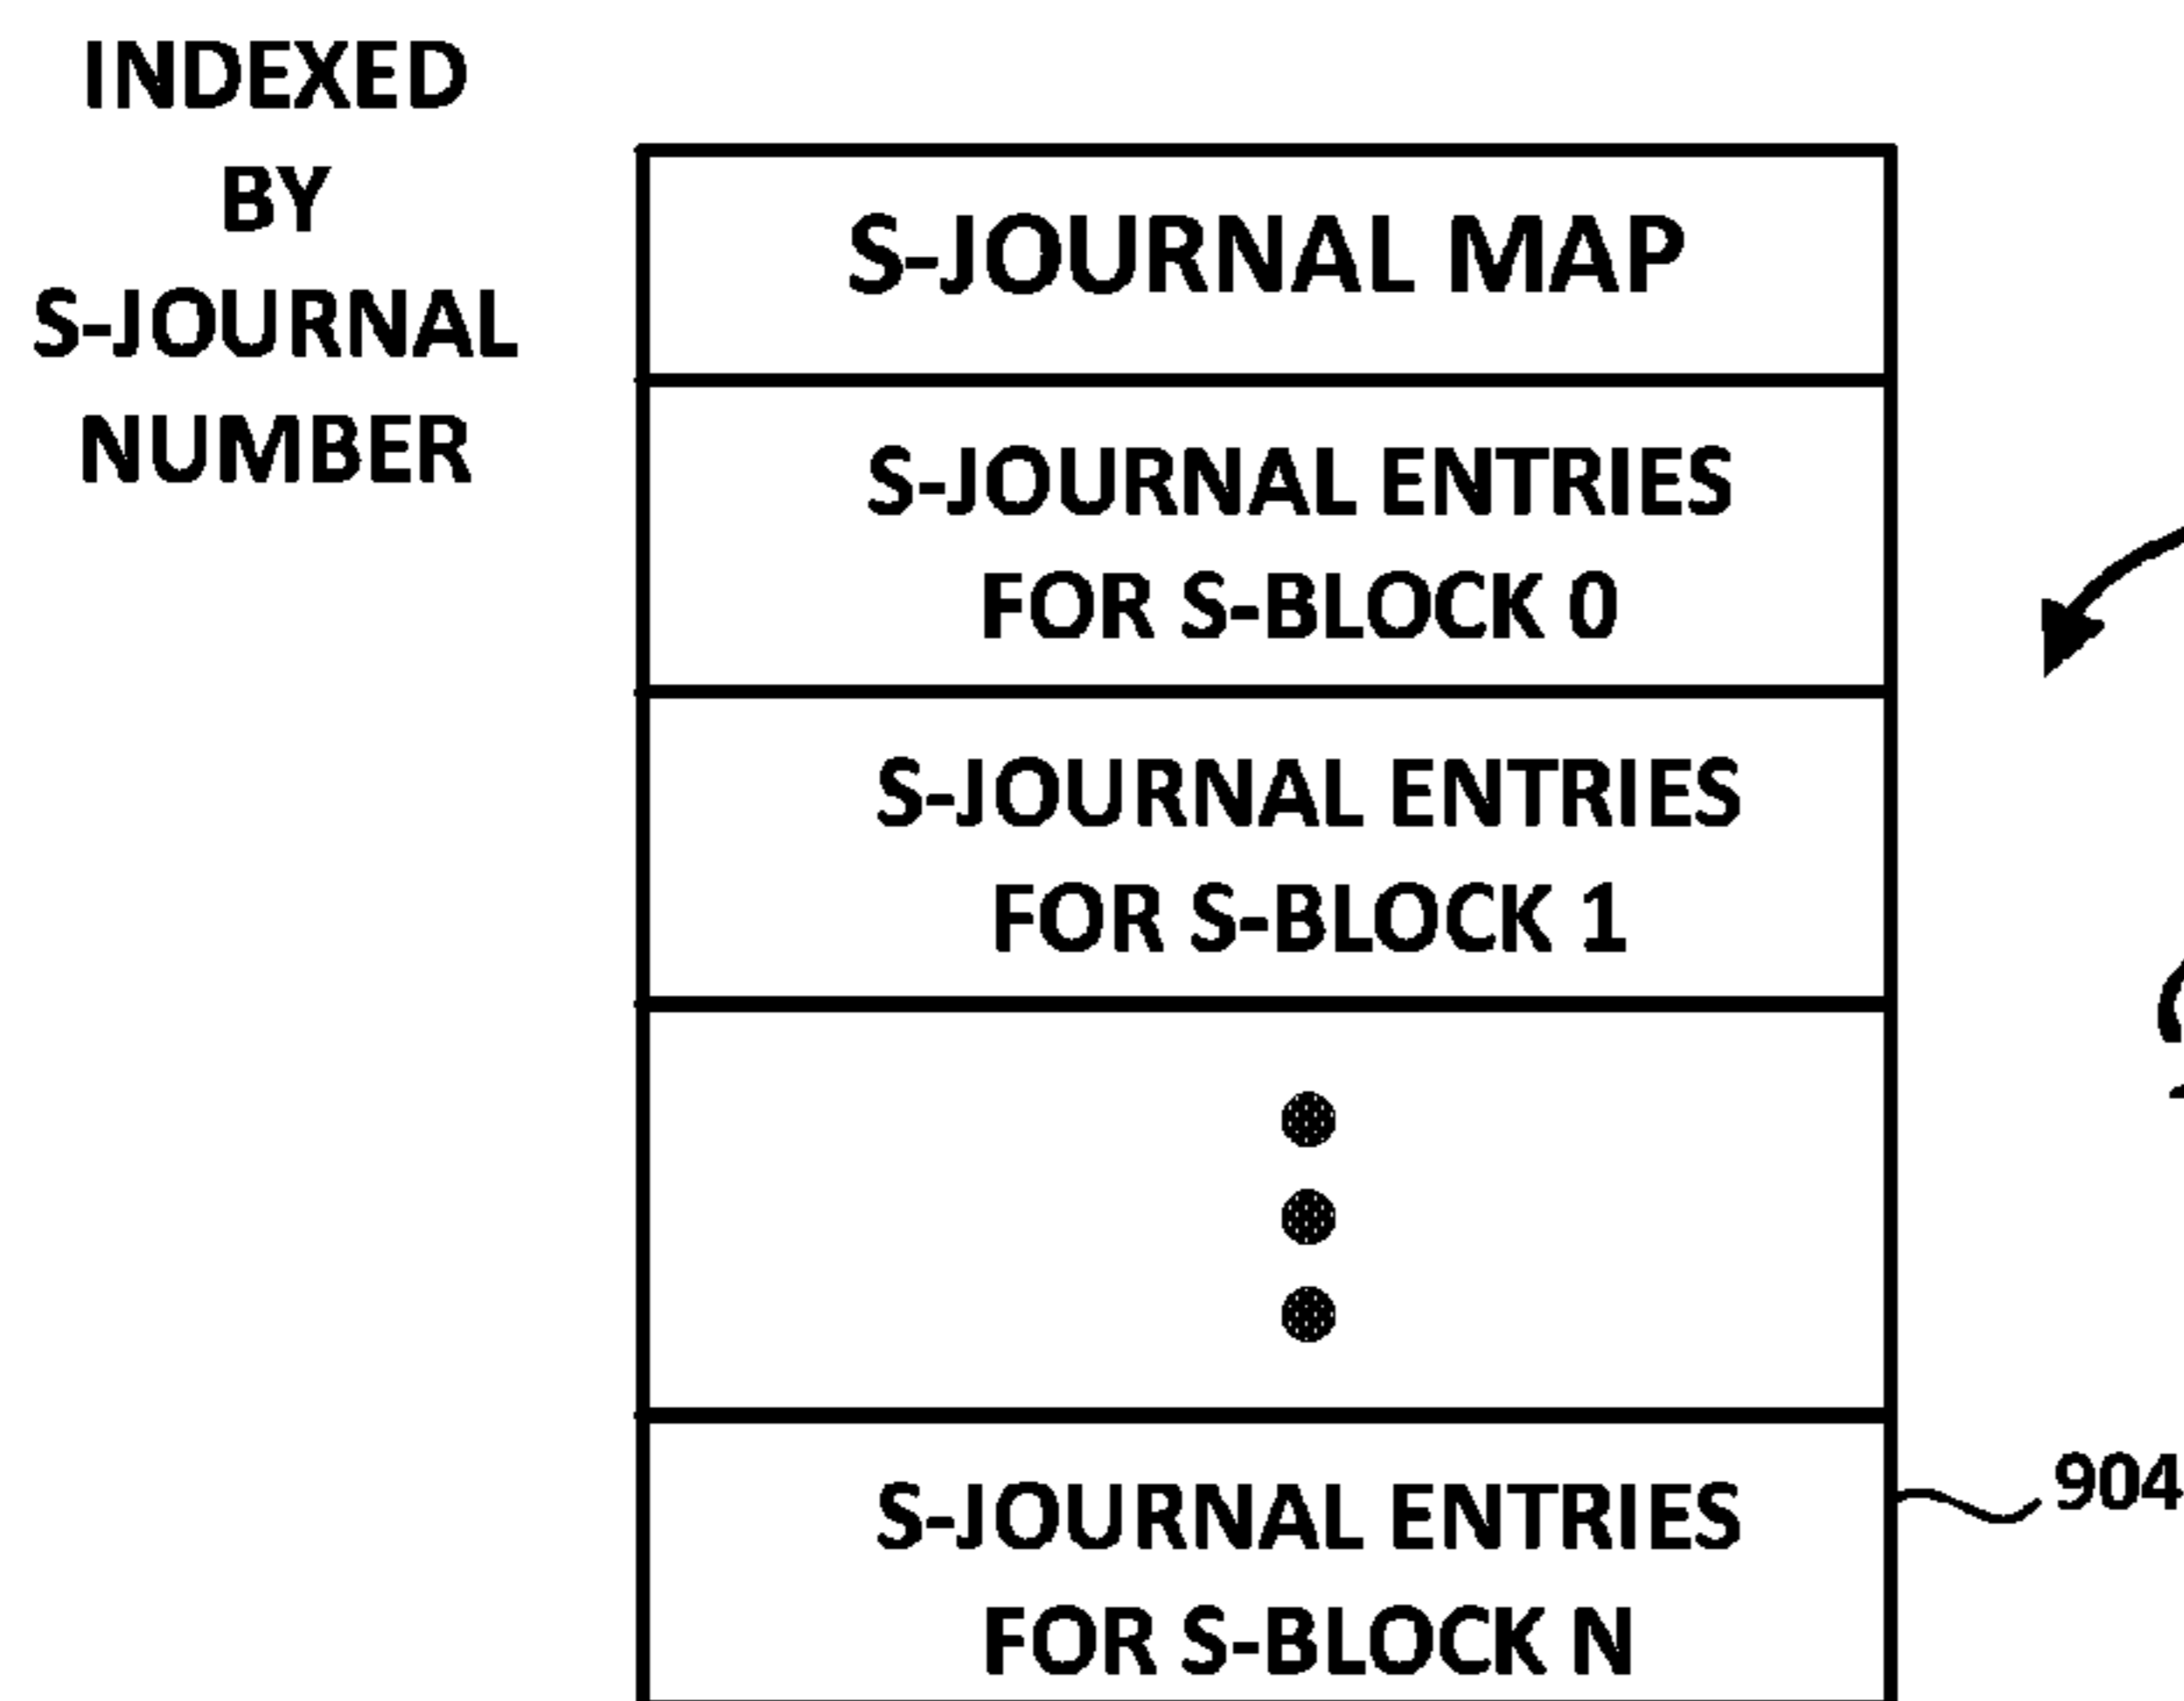 INDEXED
BY
S-JOURNAL
NUMBER
S-JOURNAL MAP
S-JOURNAL ENTRIES
FOR S-BLOCK 0
S-JOURNAL ENTRIES
FOR S-BLOCK 1
S-JOURNAL ENTRIES
FOR S-BLOCK N
904